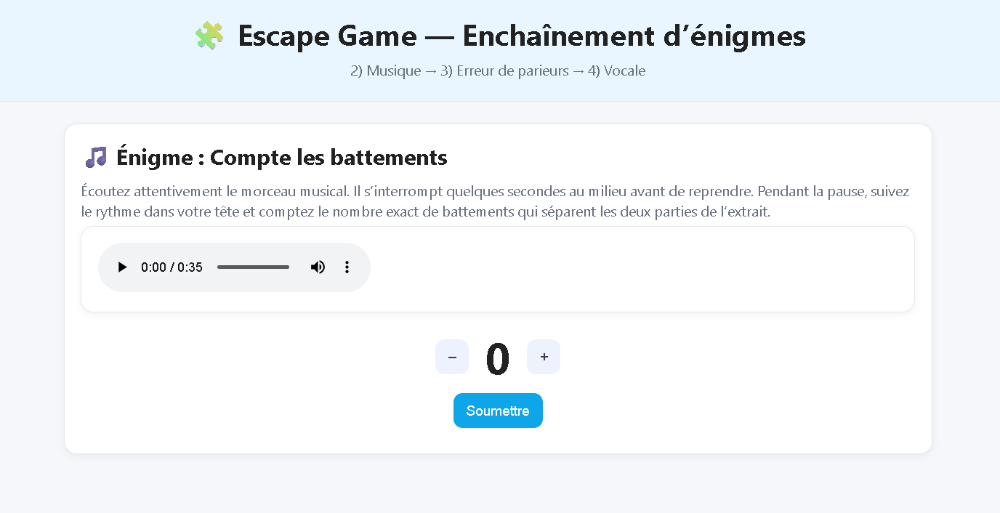 Escape Game — Enchaînement d’énigmes
2) Musique → 3) Erreur de parieurs → 4) Vocale
Énigme : Compte les battements
Écoutez attentivement le morceau musical. Il s’interrompt quelques secondes au milieu avant de reprendre. Pendant la pause, suivez
le rythme dans votre tête et comptez le nombre exact de battements qui séparent les deux parties de l’extrait.
0:00 / 0:35
− 0 +
Soumettre